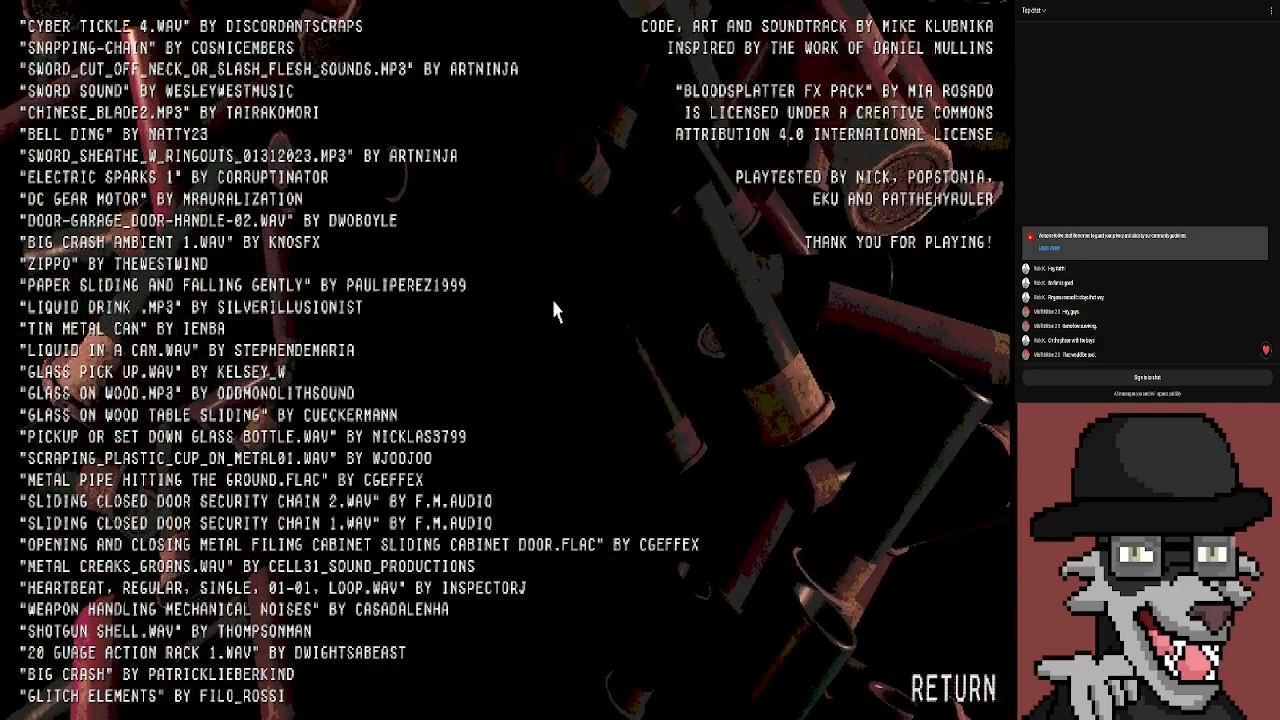 "CYBER TICKLE 4.WAV" BY DISCORDANTSCRAPS
"SNAPPING-CHAIN" BY COSMICEMBERS
"SWORD_CUT_OFF_NECK_OR_SLASH_FLESH_SOUNDS.MP3" BY ARTNINJA
"SWORD SOUND" BY WESLEYWESTMUSIC
"CHINESE_BLADE2.MP3" BY TAIRAKOMORI
"BELL DING" BY NATTY23
"SWORD_SHEATHE_W_RINGOUTS_01312023.MP3" BY ARTNINJA
"ELECTRIC SPARKS 1" BY CORRUPTINATOR
"DC GEAR MOTOR" BY MRAURALIZATION
"DOOR-GARAGE_DOOR-HANDLE-02.WAV" BY DWOBOYLE
"BIG CRASH AMBIENT 1.WAV" BY KNOSFX
"ZIPPO" BY THEWESTWIND
"PAPER SLIDING AND FALLING GENTLY" BY PAULIPEREZ1999
"LIQUID DRINK .MP3" BY SILVERILLUSIONIST
"TIN METAL CAN" BY IENBA
"LIQUID IN A CAN.WAV" BY STEPHENDEMARIA
"GLASS PICK UP.WAV" BY KELSEY_W
"GLASS ON WOOD.MP3" BY ODDMONOLITHSOUND
"GLASS ON WOOD TABLE SLIDING" BY CUECKERMANN
"PICKUP OR SET DOWN GLASS BOTTLE.WAV" BY NICKLAS3799
"SCRAPING_PLASTIC_CUP_ON_METAL01.WAV" BY WJOOJOO
"METAL PIPE HITTING THE GROUND.FLAC" BY CGEFFEX
"SLIDING CLOSED DOOR SECURITY CHAIN 2.WAV" BY F.M.AUDIO
"SLIDING CLOSED DOOR SECURITY CHAIN 1.WAV" BY F.M.AUDIO
"OPENING AND CLOSING METAL FILING CABINET SLIDING CABINET DOOR.FLAC" BY CGEFFEX
"METAL CREAKS_GROANS.WAV" BY CELL31_SOUND_PRODUCTIONS
"HEARTBEAT, REGULAR, SINGLE, 01-01, LOOP.WAV" BY INSPECTORJ
"WEAPON HANDLING MECHANICAL NOISES" BY CASADALENHA
"SHOTGUN SHELL.WAV" BY THOMPSONMAN
"20 GUAGE ACTION RACK 1.WAV" BY DWIGHTSABEAST
"BIG CRASH" BY PATRICKLIEBERKIND
"GLITCH ELEMENTS" BY FILO_ROSSI
CODE, ART AND SOUNDTRACK BY MIKE KLUBNIKA
INSPIRED BY THE WORK OF DANIEL MULLINS
"BLOODSPLATTER FX PACK" BY MIA ROSADO
IS LICENSED UNDER A CREATIVE COMMONS
ATTRIBUTION 4.0 INTERNATIONAL LICENSE
PLAYTESTED BY NICK, POPSTONIA,
EKU AND PATTHEHYRULER
THANK YOU FOR PLAYING!
RETURN
Top chat
Learn more
Sign in to chat